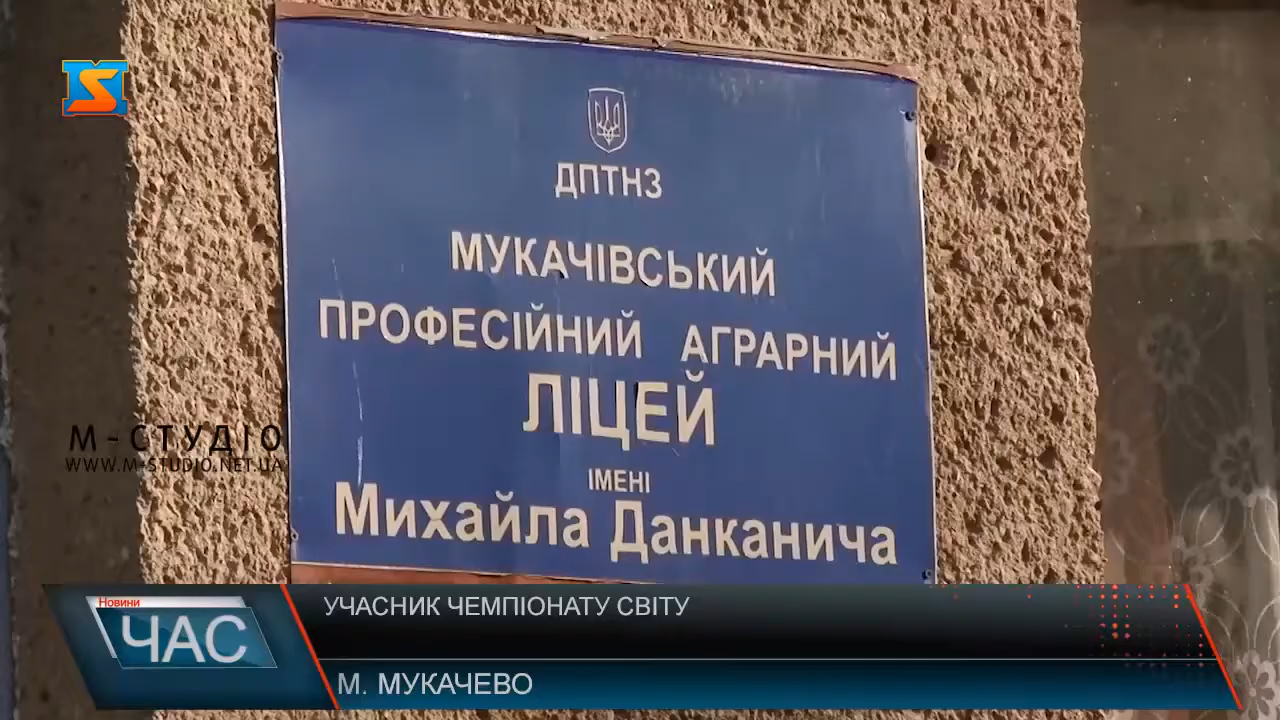 ДПТНЗ
МУКАЧІВСЬКИЙ
ПРОФЕСІЙНИЙ АГРАРНИЙ
ЛІЦЕЙ
ІМЕНІ
Михайла Данканича
М-СТУДІО
WWW.M-STUDIO.NET.UA
Новини
ЧАС
УЧАСНИК ЧЕМПІОНАТУ СВІТУ
М. МУКАЧЕВО